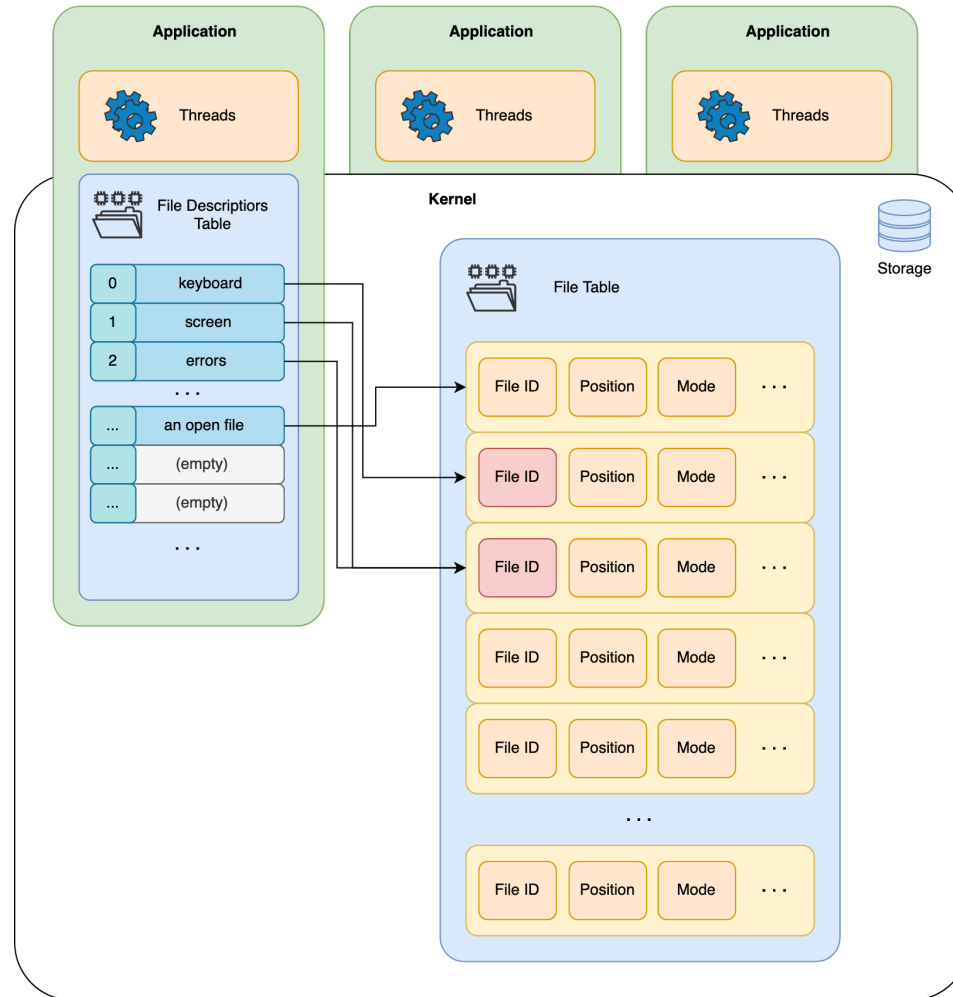 Application
Application
Application
Threads
Threads
Threads
Kernel
File Descriptiors
Table
Storage
File Table
0 keyboard
1 screen
2 errors
. . .
... an open file
... (empty)
... (empty)
. . .
File ID Position Mode . . .
File ID Position Mode . . .
File ID Position Mode . . .
File ID Position Mode . . .
File ID Position Mode . . .
. . .
File ID Position Mode . . .